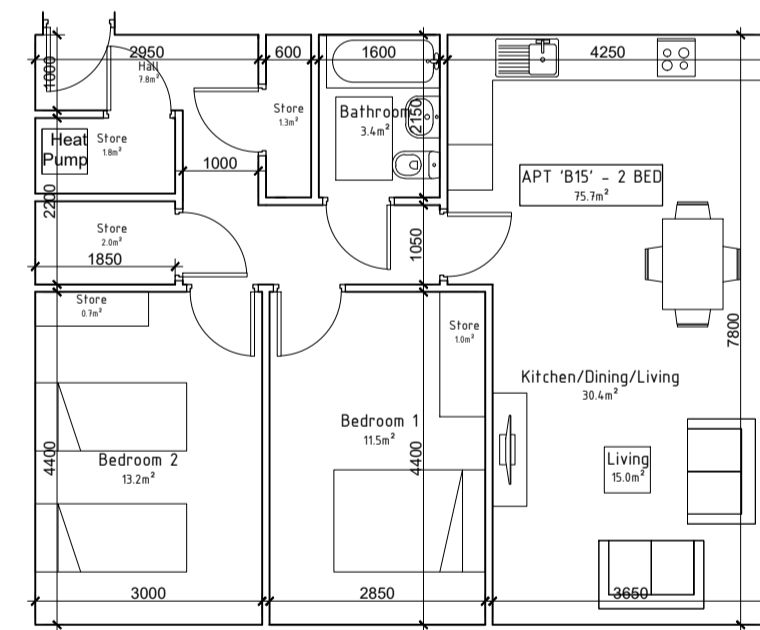 2950
600
1600
4250
1000
Hall
7.8m²
Store
1.3m²
Bathroom
3.4m²
2150
Heat
Pump
Store
1.8m²
1000
APT 'B15' - 2 BED
75.7m²
2200
Store
2.0m²
1850
1050
Store
0.7m²
Store
1.0m²
7800
Kitchen/Dining/Living
30.4m²
Bedroom 1
11.5m²
4400
Bedroom 2
13.2m²
4400
Living
15.0m²
3000
2850
3650